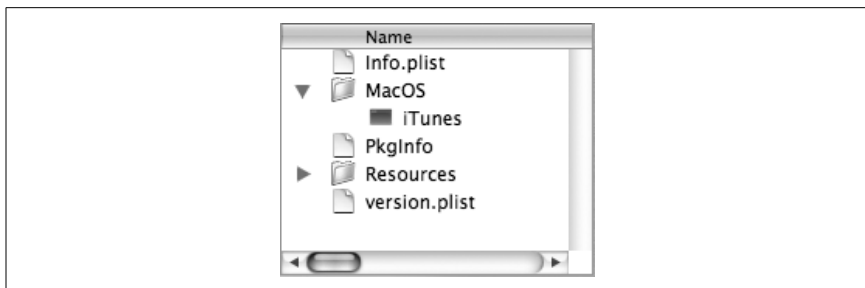 Name
Info.plist
MacOS
iTunes
PkgInfo
Resources
version.plist